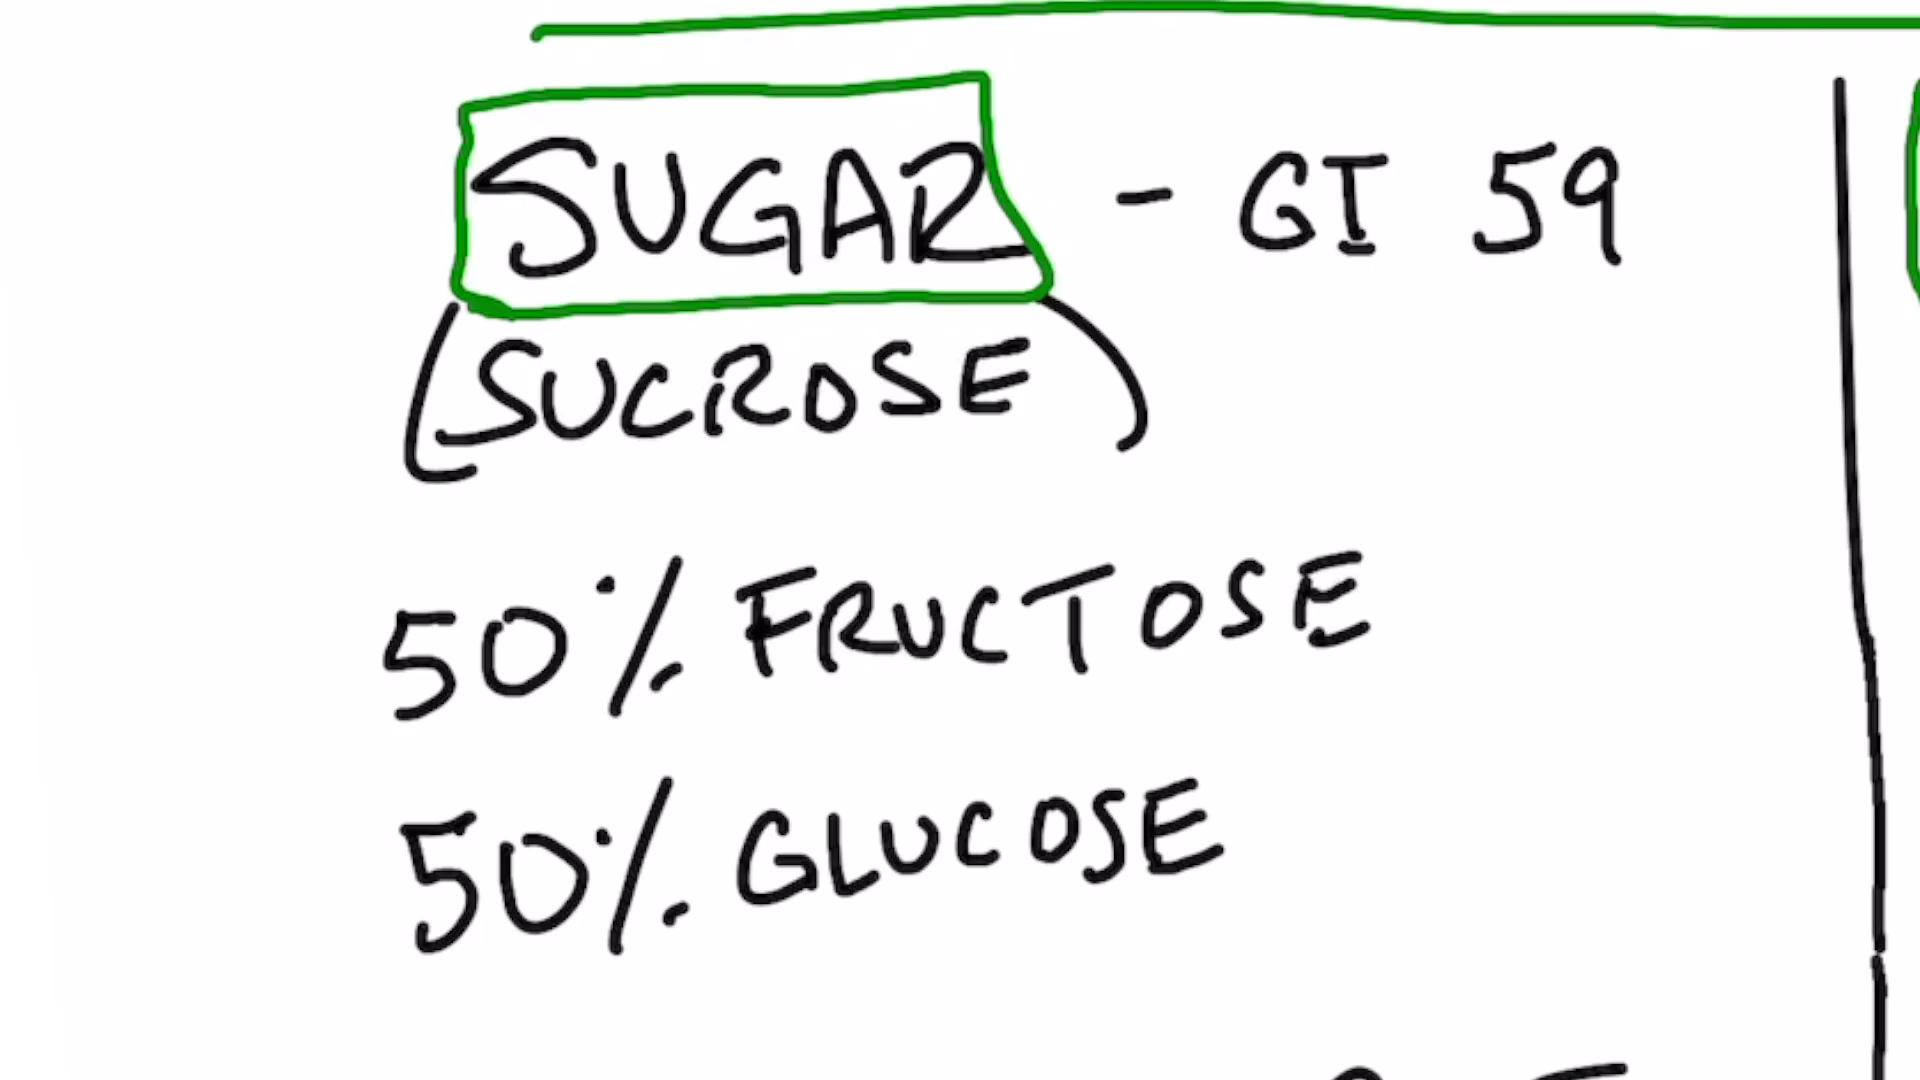 SUGAR - GI 59
(SUCROSE)
50% FRUCTOSE
50% GLUCOSE